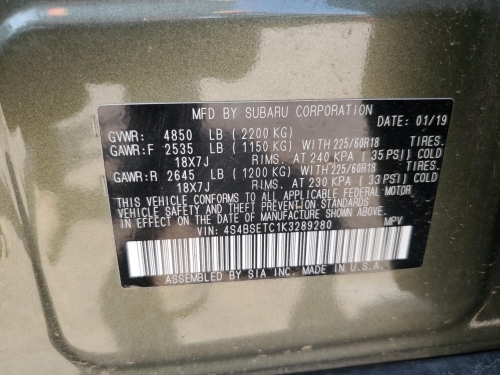 MFD BY SUBARU CORPORATION
DATE: 01/19
GVWR: 4850 LB (2200 KG)
GAWR:F 2535 LB (1150 KG) WITH 225/60R18 TIRES.
18X7J RIMS. AT 240 KPA (35 PSI) COLD
GAWR:R 2645 LB (1200 KG) WITH 225/60R18 TIRES.
18X7J RIMS. AT 230 KPA (33 PSI) COLD
THIS VEHICLE CONFORMS TO ALL APPLICABLE FEDERAL MOTOR
VEHICLE SAFETY AND THEFT PREVENTION STANDARDS
IN EFFECT ON THE DATE OF MANUFACTURE SHOWN ABOVE.
VIN: 4S4BSETC1K3289280 MPV
ASSEMBLED BY SIA INC. MADE IN U.S.A.